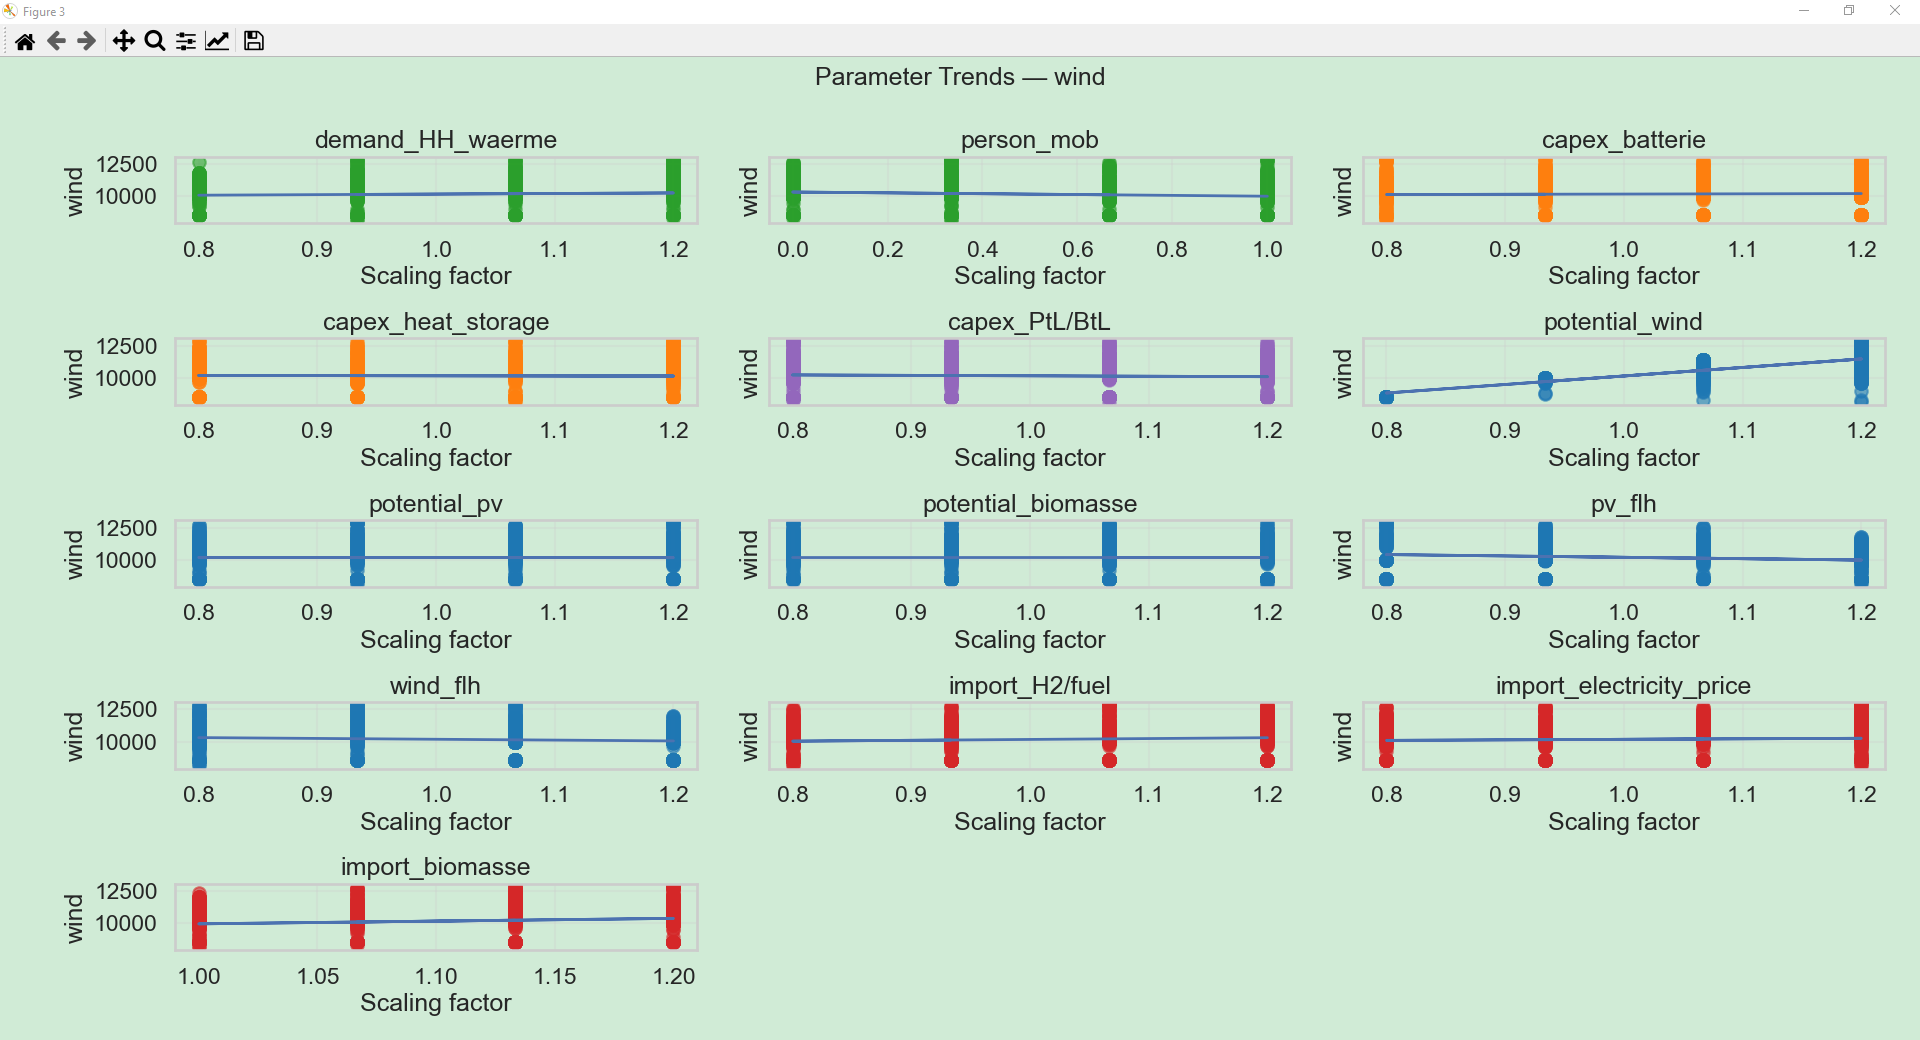 Figure 3
Parameter Trends — wind
demand_HH_waerme
wind
12500
10000
0.8 0.9 1.0 1.1 1.2
Scaling factor
person_mob
wind
0.0 0.2 0.4 0.6 0.8 1.0
Scaling factor
capex_batterie
wind
0.8 0.9 1.0 1.1 1.2
Scaling factor
capex_heat_storage
wind
12500
10000
0.8 0.9 1.0 1.1 1.2
Scaling factor
capex_PtL/BtL
wind
0.8 0.9 1.0 1.1 1.2
Scaling factor
potential_wind
wind
0.8 0.9 1.0 1.1 1.2
Scaling factor
potential_pv
wind
12500
10000
0.8 0.9 1.0 1.1 1.2
Scaling factor
potential_biomasse
wind
0.8 0.9 1.0 1.1 1.2
Scaling factor
pv_flh
wind
0.8 0.9 1.0 1.1 1.2
Scaling factor
wind_flh
wind
12500
10000
0.8 0.9 1.0 1.1 1.2
Scaling factor
import_H2/fuel
wind
0.8 0.9 1.0 1.1 1.2
Scaling factor
import_electricity_price
wind
0.8 0.9 1.0 1.1 1.2
Scaling factor
import_biomasse
wind
12500
10000
1.00 1.05 1.10 1.15 1.20
Scaling factor